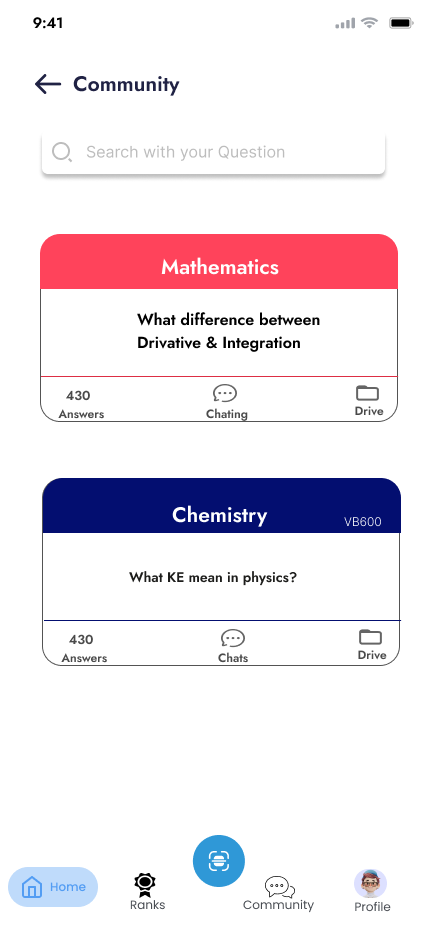 9:41
Community
Search with your Question
Mathematics
What difference between
Drivative & Integration
430
Answers
Chating
Drive
Chemistry
VB600
What KE mean in physics?
430
Answers
Chats
Drive
Home
Ranks
Community
Profile